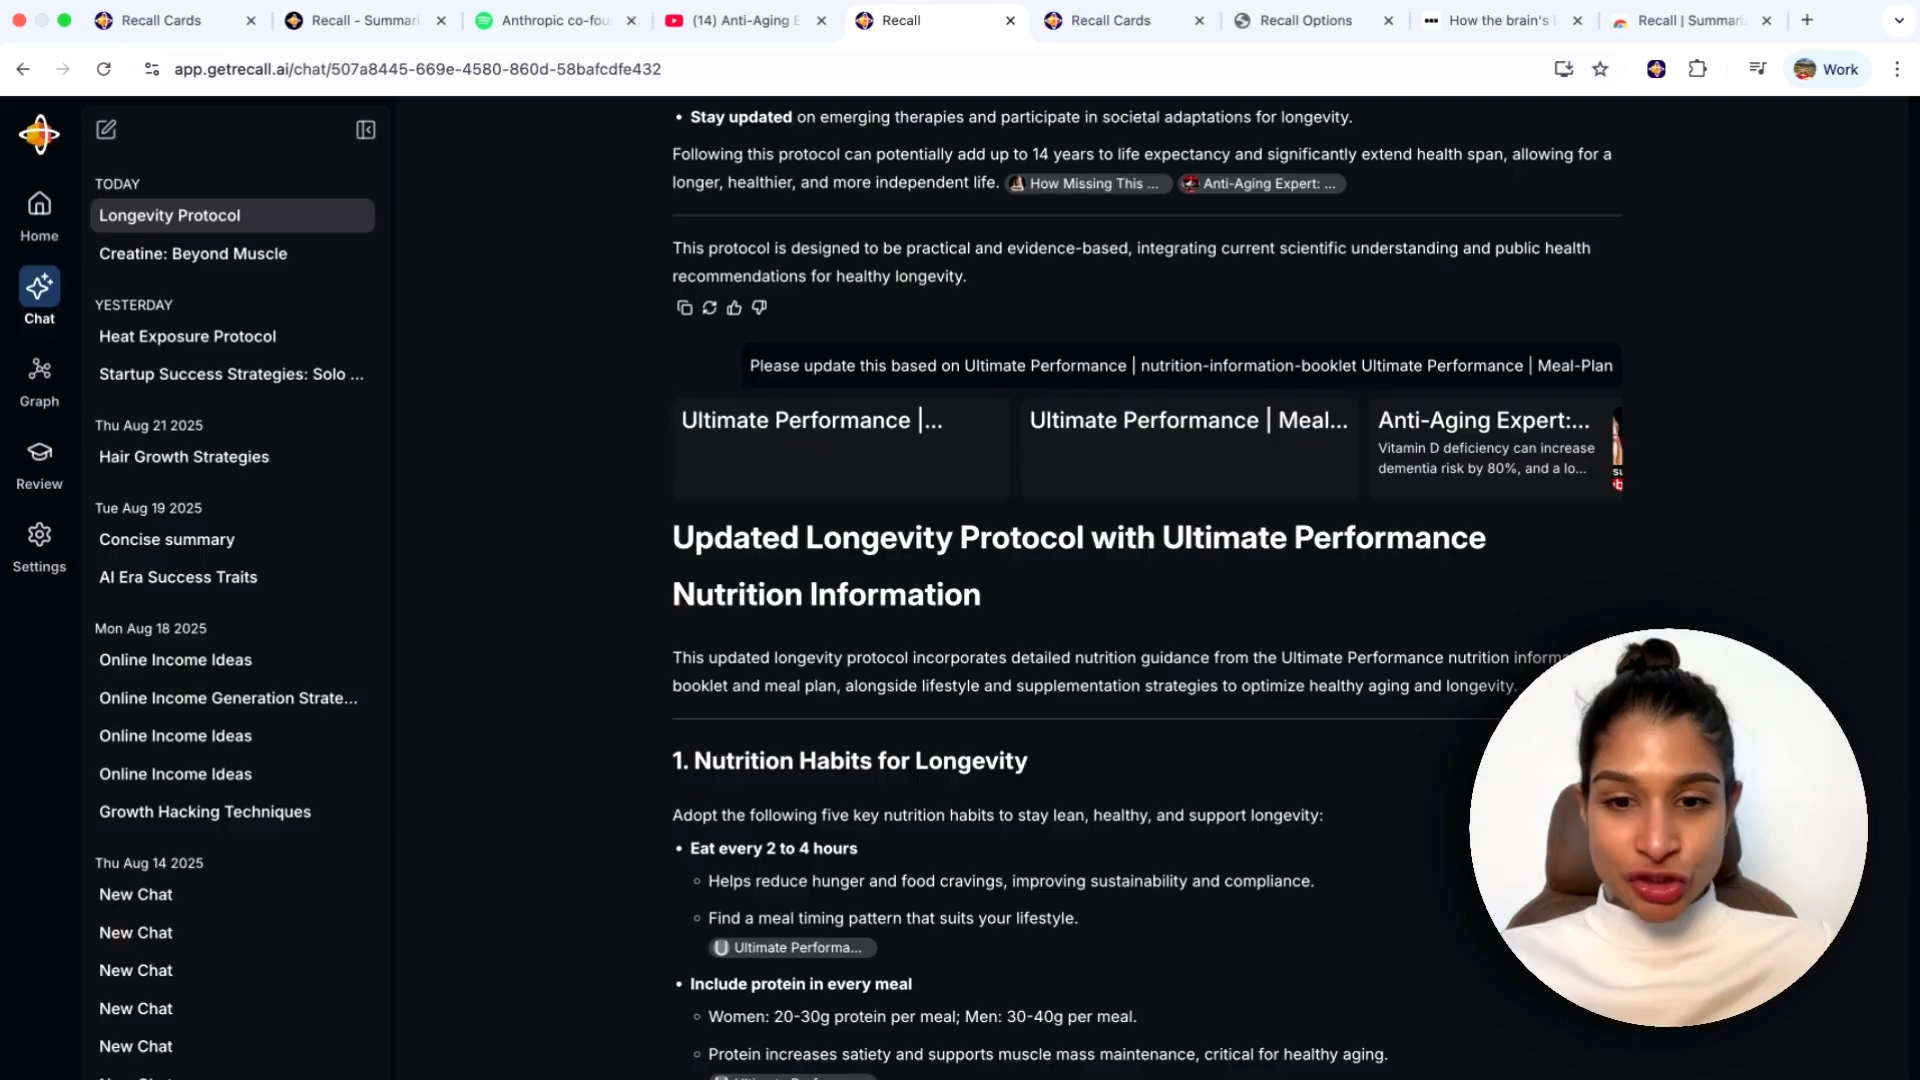 Recall Cards
Recall - Summari
Anthropic co-fou
(14) Anti-Aging E
Recall
Recall Cards
Recall Options
How the brain's
Recall | Summari
app.getrecall.ai/chat/507a8445-669e-4580-860d-58bafcdfe432
Work
Home
Chat
Graph
Review
Settings
TODAY
Longevity Protocol
Creatine: Beyond Muscle
YESTERDAY
Heat Exposure Protocol
Startup Success Strategies: Solo ...
Thu Aug 21 2025
Hair Growth Strategies
Tue Aug 19 2025
Concise summary
AI Era Success Traits
Mon Aug 18 2025
Online Income Ideas
Online Income Generation Strate...
Online Income Ideas
Online Income Ideas
Growth Hacking Techniques
Thu Aug 14 2025
New Chat
New Chat
New Chat
New Chat
New Chat
• Stay updated on emerging therapies and participate in societal adaptations for longevity.
Following this protocol can potentially add up to 14 years to life expectancy and significantly extend health span, allowing for a
longer, healthier, and more independent life. How Missing This ... Anti-Aging Expert: ...
This protocol is designed to be practical and evidence-based, integrating current scientific understanding and public health
recommendations for healthy longevity.
Please update this based on Ultimate Performance | nutrition-information-booklet Ultimate Performance | Meal-Plan
Ultimate Performance |...
Ultimate Performance | Meal...
Anti-Aging Expert:...
Vitamin D deficiency can increase
dementia risk by 80%, and a lo...
Updated Longevity Protocol with Ultimate Performance
Nutrition Information
This updated longevity protocol incorporates detailed nutrition guidance from the Ultimate Performance nutrition inform
booklet and meal plan, alongside lifestyle and supplementation strategies to optimize healthy aging and longevity.
1. Nutrition Habits for Longevity
Adopt the following five key nutrition habits to stay lean, healthy, and support longevity:
• Eat every 2 to 4 hours
◦ Helps reduce hunger and food cravings, improving sustainability and compliance.
◦ Find a meal timing pattern that suits your lifestyle.
Ultimate Performa...
• Include protein in every meal
◦ Women: 20-30g protein per meal; Men: 30-40g per meal.
◦ Protein increases satiety and supports muscle mass maintenance, critical for healthy aging.